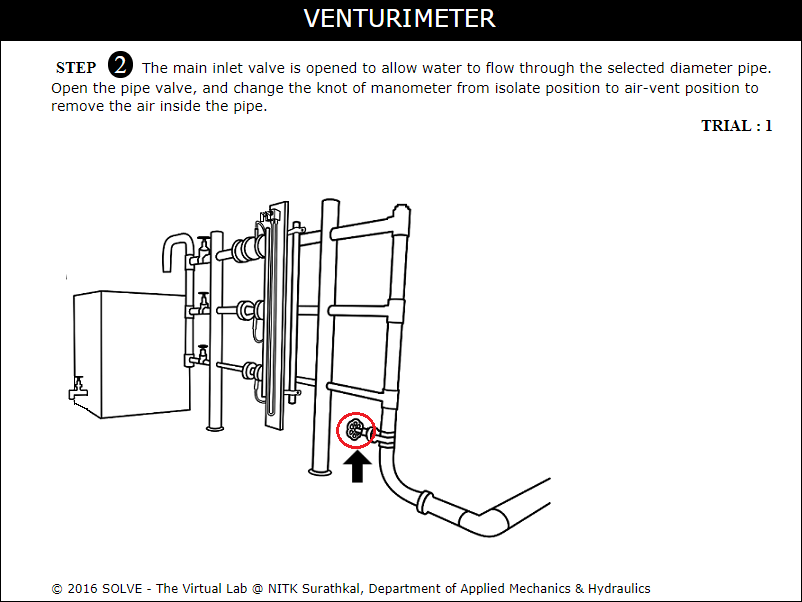 VENTURIMETER
STEP 2 The main inlet valve is opened to allow water to flow through the selected diameter pipe.
Open the pipe valve, and change the knot of manometer from isolate position to air-vent position to
remove the air inside the pipe.
TRIAL : 1
© 2016 SOLVE - The Virtual Lab @ NITK Surathkal, Department of Applied Mechanics & Hydraulics